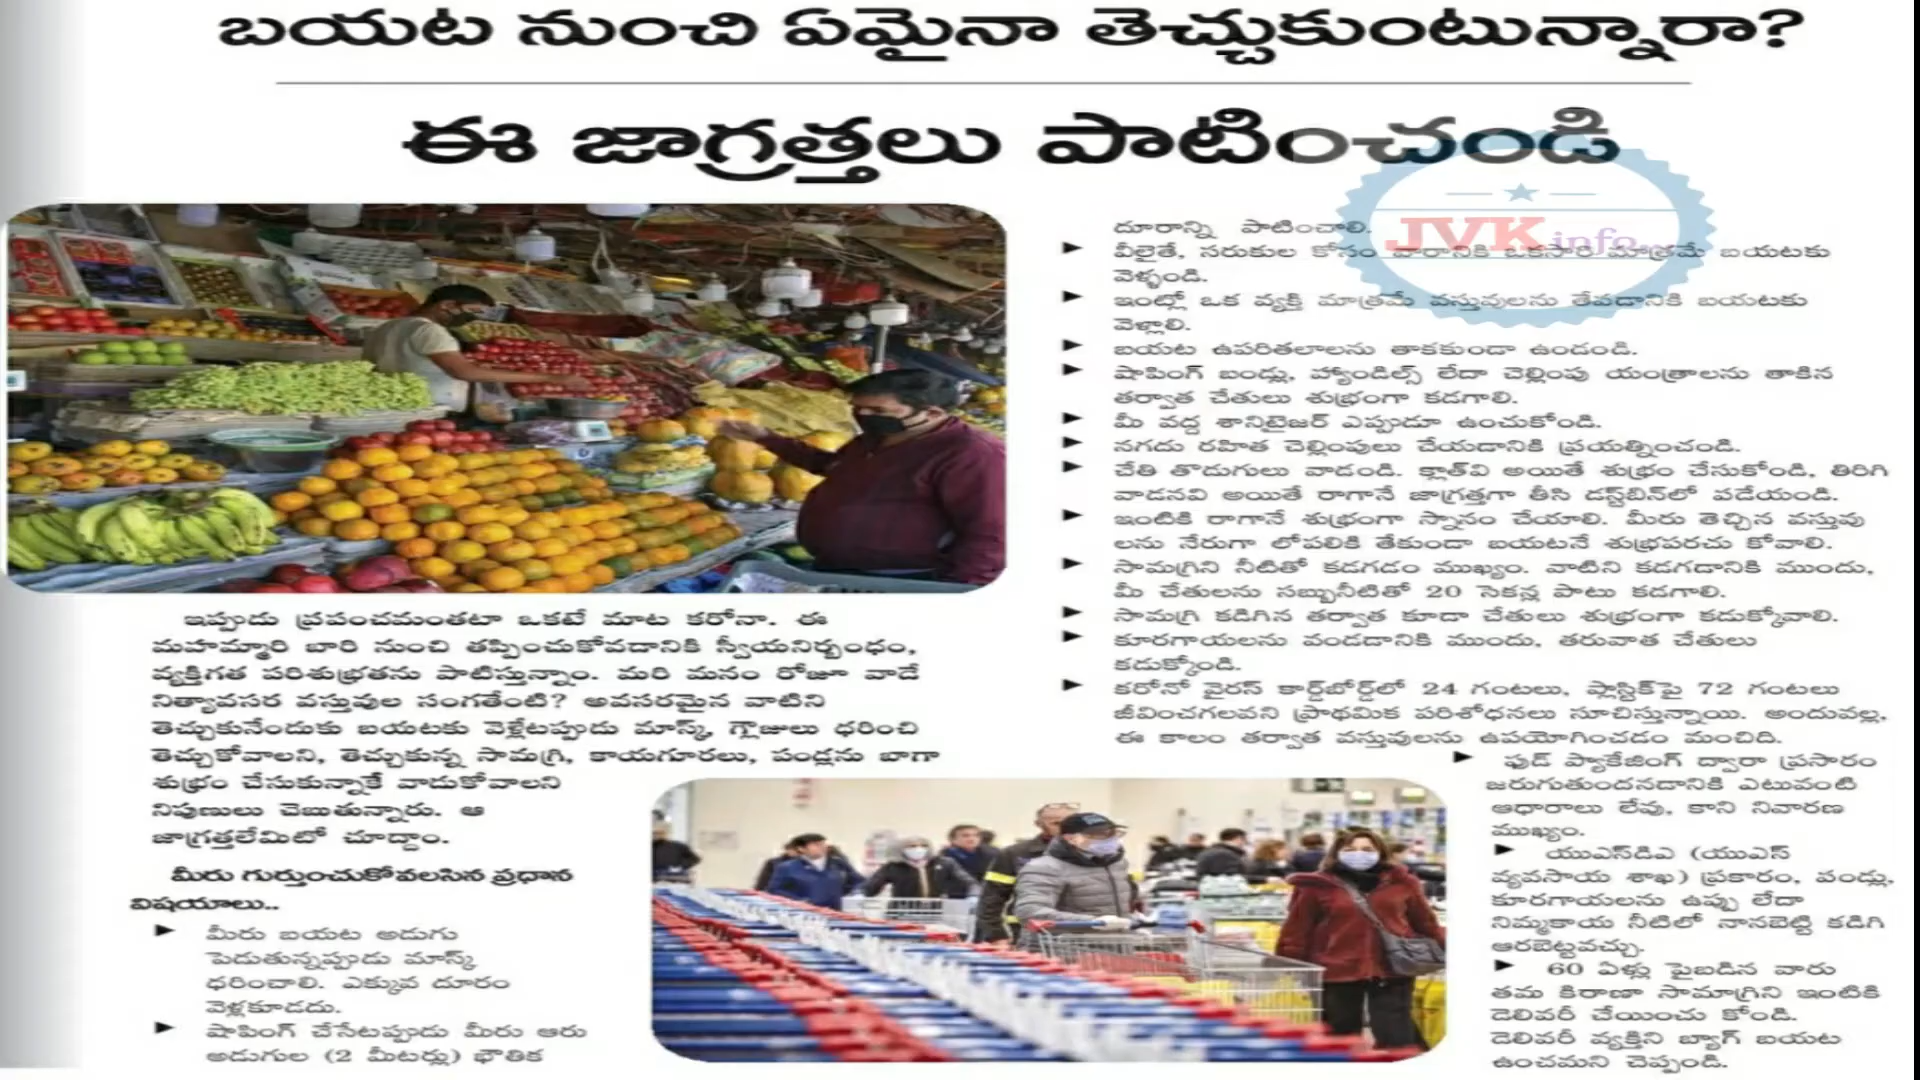 బయట నుంచి ఏమైనా తెచ్చుకుంటున్నారా?
ఈ జాగ్రత్తలు పాటించండి
ఇప్పుడు ప్రపంచమంతటా ఒకటే మాట కరోనా. ఈ
మహమ్మారి బారి నుంచి తప్పించుకోవడానికి స్వీయనిర్బంధం,
వ్యక్తిగత పరిశుభ్రతను పాటిస్తున్నాం. మరి మనం రోజూ వాడే
నిత్యావసర వస్తువుల సంగతేంటి? అవసరమైన వాటిని
తెచ్చుకునేందుకు బయటకు వెళ్లేటప్పుడు మాస్క్, గ్లౌజులు ధరించి
తెచ్చుకోవాలని, తెచ్చుకున్న సామగ్రి, కాయగూరలు, పండ్లను బాగా
శుభ్రం చేసుకున్నాకే వాడుకోవాలని
నిపుణులు చెబుతున్నారు. ఆ
జాగ్రత్తలేమిటో చూద్దాం.
మీరు గుర్తుంచుకోవలసిన ప్రధాన
విషయాలు..
► మీరు బయట అడుగు
పెడుతున్నప్పుడు మాస్క్
ధరించాలి. ఎక్కువ దూరం
వెళ్లకూడదు.
► షాపింగ్ చేసేటప్పుడు మీరు ఆరు
అడుగుల (2 మీటర్లు) భౌతిక
దూరాన్ని పాటించాలి.
► వీలైతే, సరుకుల కోసం వారానికి ఒకసారి మాత్రమే బయటకు
వెళ్ళండి.
► ఇంట్లో ఒక వ్యక్తి మాత్రమే వస్తువులను తేవడానికి బయటకు
వెళ్లాలి.
► బయట ఉపరితలాలను తాకకుండా ఉండండి.
► షాపింగ్ బండ్లు, హ్యాండిల్స్ లేదా చెల్లింపు యంత్రాలను తాకిన
తర్వాత చేతులు శుభ్రంగా కడగాలి.
► మీ వద్ద శానిటైజర్ ఎప్పుడూ ఉంచుకోండి.
► నగదు రహిత చెల్లింపులు చేయడానికి ప్రయత్నించండి.
► చేతి తొడుగులు వాడండి. క్లాత్‌వి అయితే శుభ్రం చేసుకోండి, తిరిగి
వాడనవి అయితే రాగానే జాగ్రత్తగా తీసి డస్ట్‌బిన్‌లో పడేయండి.
► ఇంటికి రాగానే శుభ్రంగా స్నానం చేయాలి. మీరు తెచ్చిన వస్తువు
లను నేరుగా లోపలికి తేకుండా బయటనే శుభ్రపరచు కోవాలి.
► సామగ్రిని నీటితో కడగడం ముఖ్యం. వాటిని కడగడానికి ముందు,
మీ చేతులను సబ్బునీటితో 20 సెకన్ల పాటు కడగాలి.
► సామగ్రి కడిగిన తర్వాత కూడా చేతులు శుభ్రంగా కడుక్కోవాలి.
► కూరగాయలను వండడానికి ముందు, తరువాత చేతులు
కడుక్కోండి.
► కరోనో వైరస్ కార్డ్‌బోర్డ్‌లో 24 గంటలు, ప్లాస్టిక్‌పై 72 గంటలు
జీవించగలవని ప్రాథమిక పరిశోధనలు సూచిస్తున్నాయి. అందువల్ల,
ఈ కాలం తర్వాత వస్తువులను ఉపయోగించడం మంచిది.
► ఫుడ్ ప్యాకేజింగ్ ద్వారా ప్రసారం
జరుగుతుందనడానికి ఎటువంటి
ఆధారాలు లేవు, కాని నివారణ
ముఖ్యం.
► యుఎస్‌డిఎ (యుఎస్
వ్యవసాయ శాఖ) ప్రకారం, పండ్లు,
కూరగాయలను ఉప్పు లేదా
నిమ్మకాయ నీటిలో నానబెట్టి కడిగి
ఆరబెట్టవచ్చు.
► 60 ఏళ్లు పైబడిన వారు
తమ కిరాణా సామాగ్రిని ఇంటికి
డెలివరీ చేయించు కోండి.
డెలివరీ వ్యక్తిని బ్యాగ్ బయట
ఉంచమని చెప్పండి.
JVK info